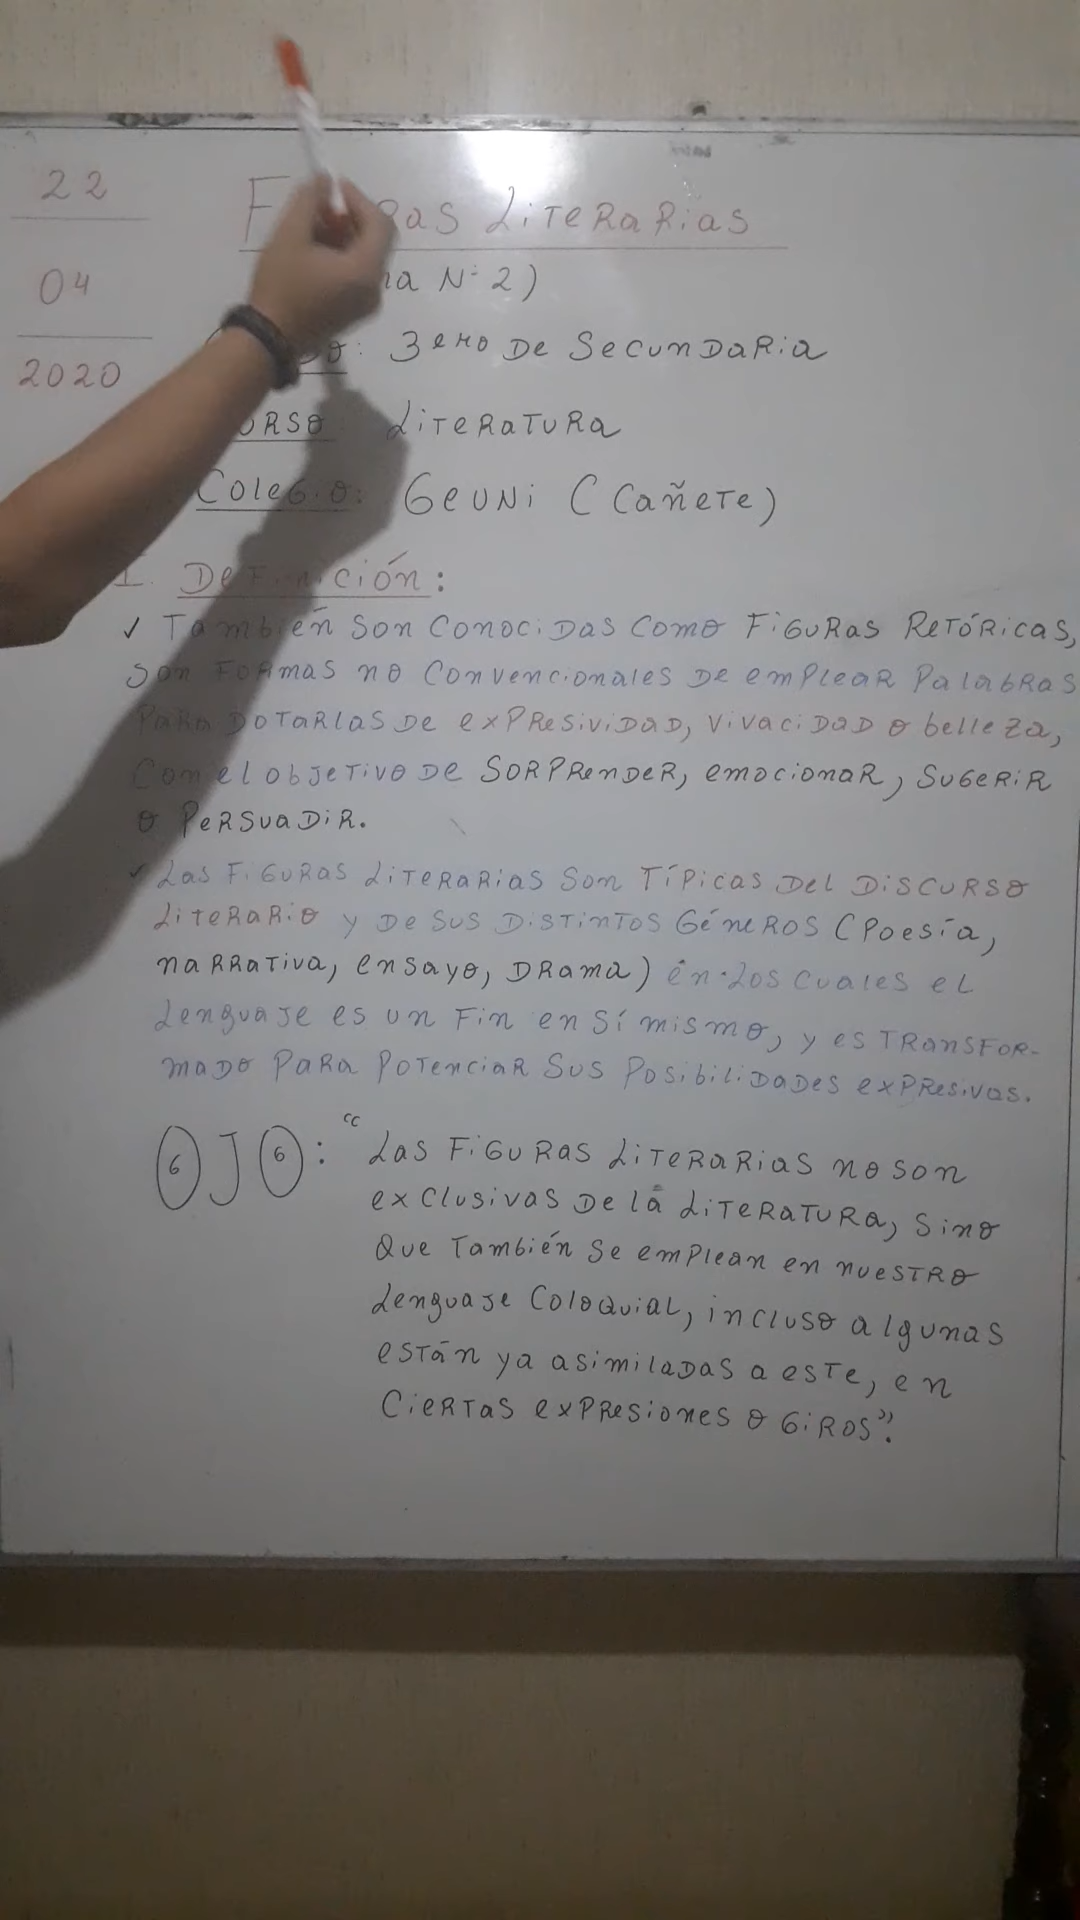 22
04
2020
F RAS LITERARIAS
N° 2)
3ero DE SECUNDARIA
URSO LITERATURA
COLEGIO: GEUNI (CAÑETE)
I. DEFINICIÓN:
✓ TAMBIÉN SON CONOCIDAS COMO FIGURAS RETÓRICAS,
SON FORMAS NO CONVENCIONALES DE EMPLEAR PALABRAS
PARA DOTARLAS DE EXPRESIVIDAD, VIVACIDAD O BELLEZA,
CON EL OBJETIVO DE SORPRENDER, EMOCIONAR, SUGERIR
O PERSUADIR.
✓ LAS FIGURAS LITERARIAS SON TÍPICAS DEL DISCURSO
LITERARIO Y DE SUS DISTINTOS GÉNEROS (POESÍA,
NARRATIVA, ENSAYO, DRAMA) EN LOS CUALES EL
LENGUAJE ES UN FIN EN SÍ MISMO, Y ES TRANSFOR-
MADO PARA POTENCIAR SUS POSIBILIDADES EXPRESIVAS.
OJO: "LAS FIGURAS LITERARIAS NO SON
EXCLUSIVAS DE LA LITERATURA, SINO
QUE TAMBIÉN SE EMPLEAN EN NUESTRO
LENGUAJE COLOQUIAL, INCLUSO ALGUNAS
ESTÁN YA ASIMILADAS A ESTE, EN
CIERTAS EXPRESIONES O GIROS".